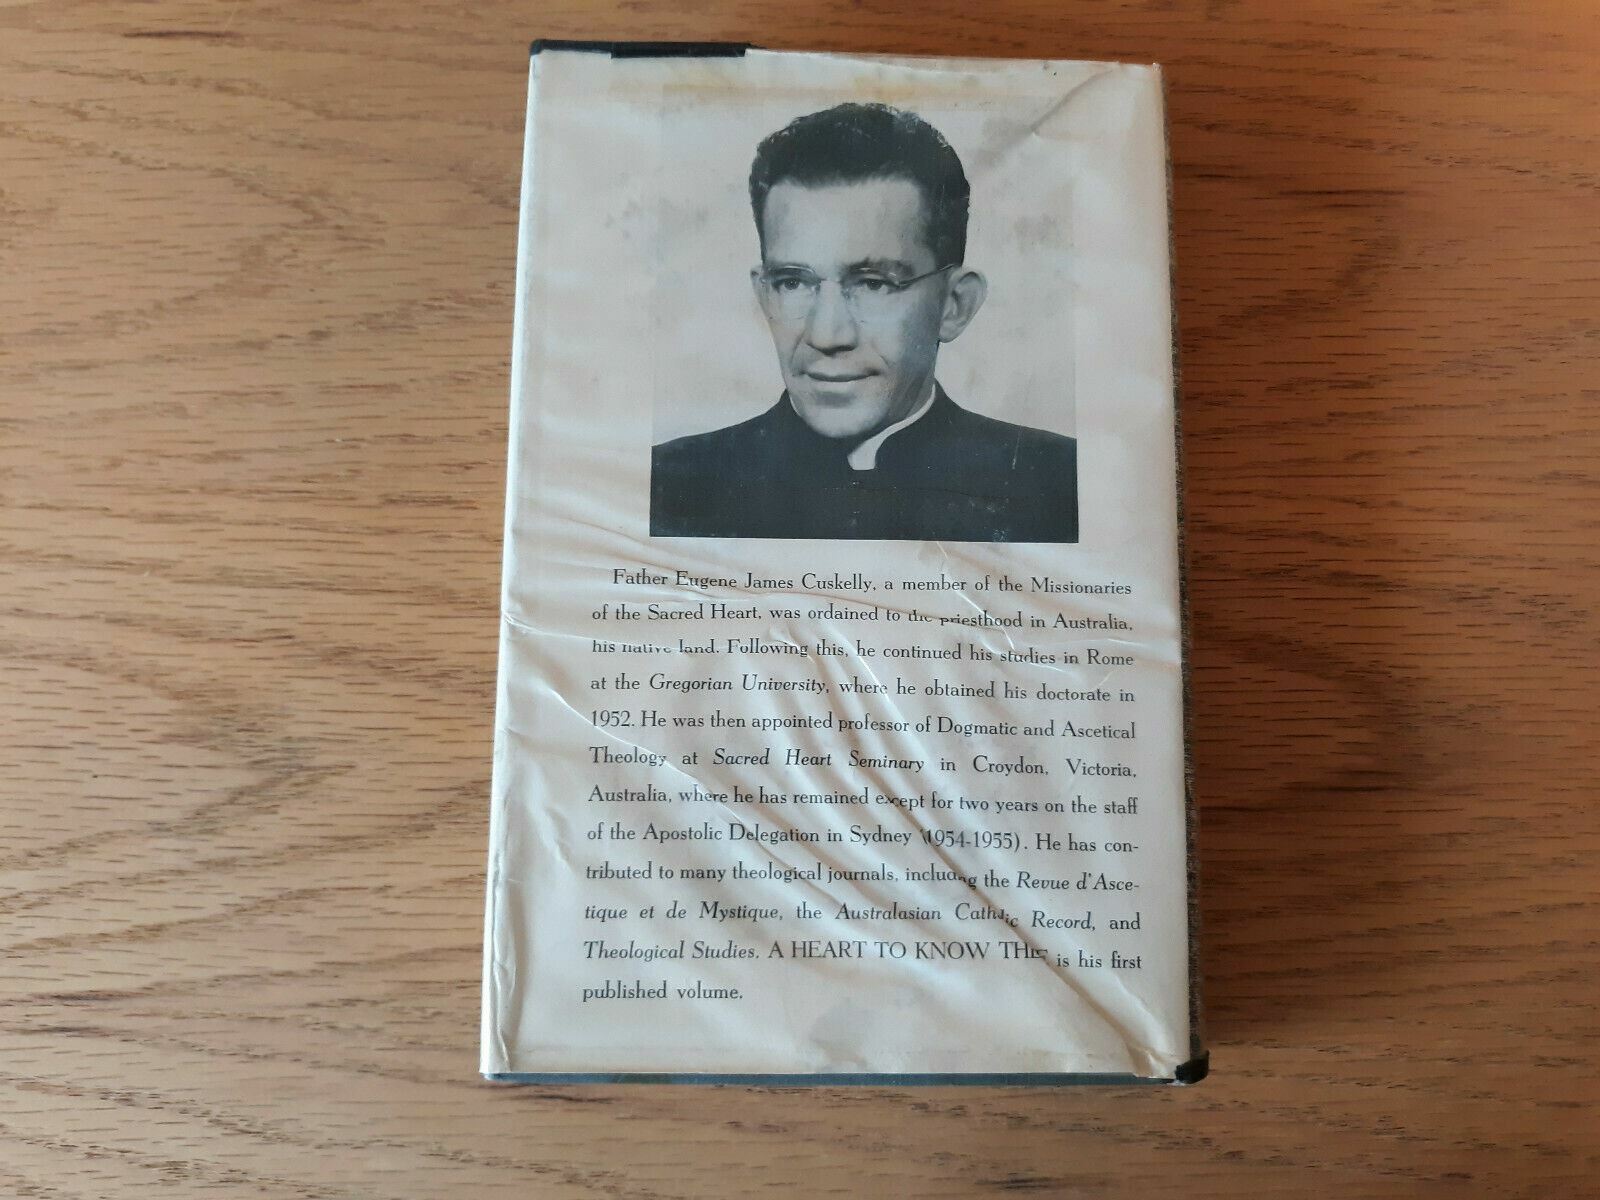 Father Eugene James Cuskelly, a member of the Missionaries
of the Sacred Heart, was ordained to the priesthood in Australia,
his native land. Following this, he continued his studies in Rome
at the Gregorian University, where he obtained his doctorate in
1952. He was then appointed professor of Dogmatic and Ascetical
Theology at Sacred Heart Seminary in Croydon, Victoria,
Australia, where he has remained except for two years on the staff
of the Apostolic Delegation in Sydney (1954-1955). He has con-
tributed to many theological journals, including the Revue d'Asce-
tique et de Mystique, the Australasian Catholic Record, and
Theological Studies. A HEART TO KNOW THEE is his first
published volume.